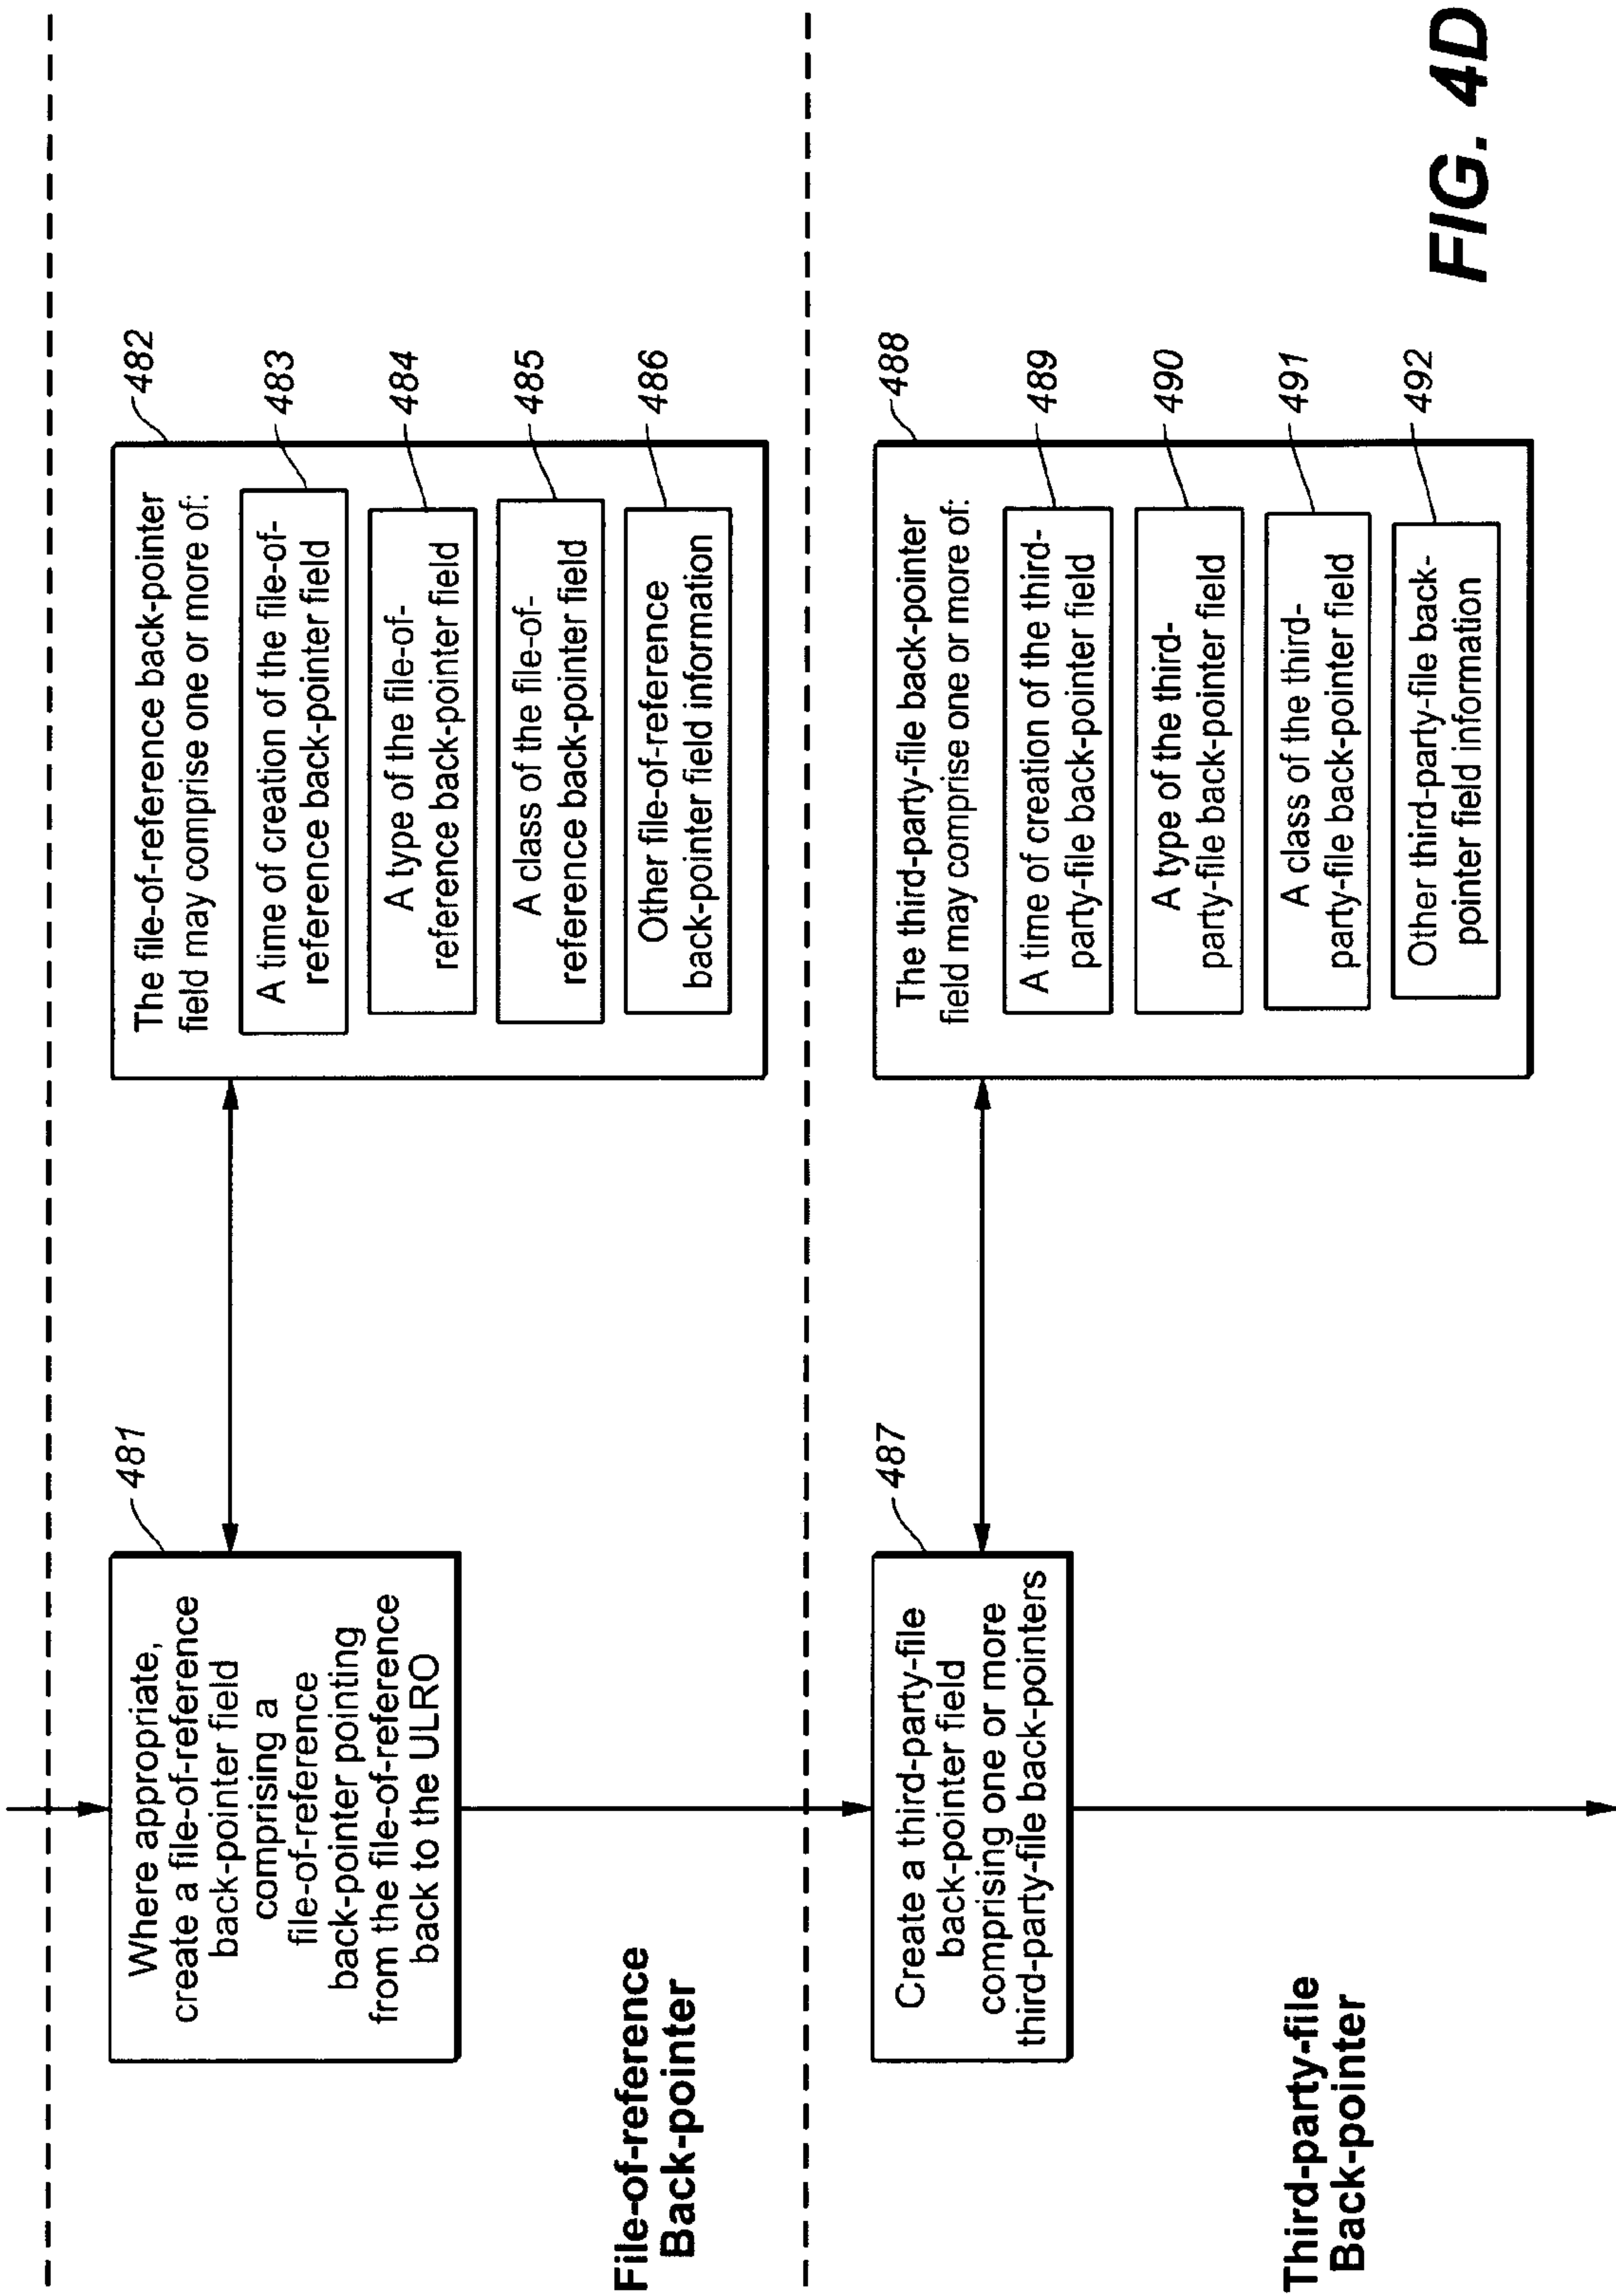 Where appropriate,
create a file-of-reference
back-pointer field
comprising a
file-of-reference
back-pointer pointing
from the file-of-reference
back to the ULRO
481
The file-of-reference back-pointer
field may comprise one or more of:
482
A time of creation of the file-of-
reference back-pointer field
483
A type of the file-of-
reference back-pointer field
484
A class of the file-of-
reference back-pointer field
485
Other file-of-reference
back-pointer field information
486
File-of-reference
Back-pointer
Create a third-party-file
back-pointer field
comprising one or more
third-party-file back-pointers
487
The third-party-file back-pointer
field may comprise one or more of:
488
A time of creation of the third-
party-file back-pointer field
489
A type of the third-
party-file back-pointer field
490
A class of the third-
party-file back-pointer field
491
Other third-party-file back-
pointer field information
492
Third-party-file
Back-pointer
FIG. 4D